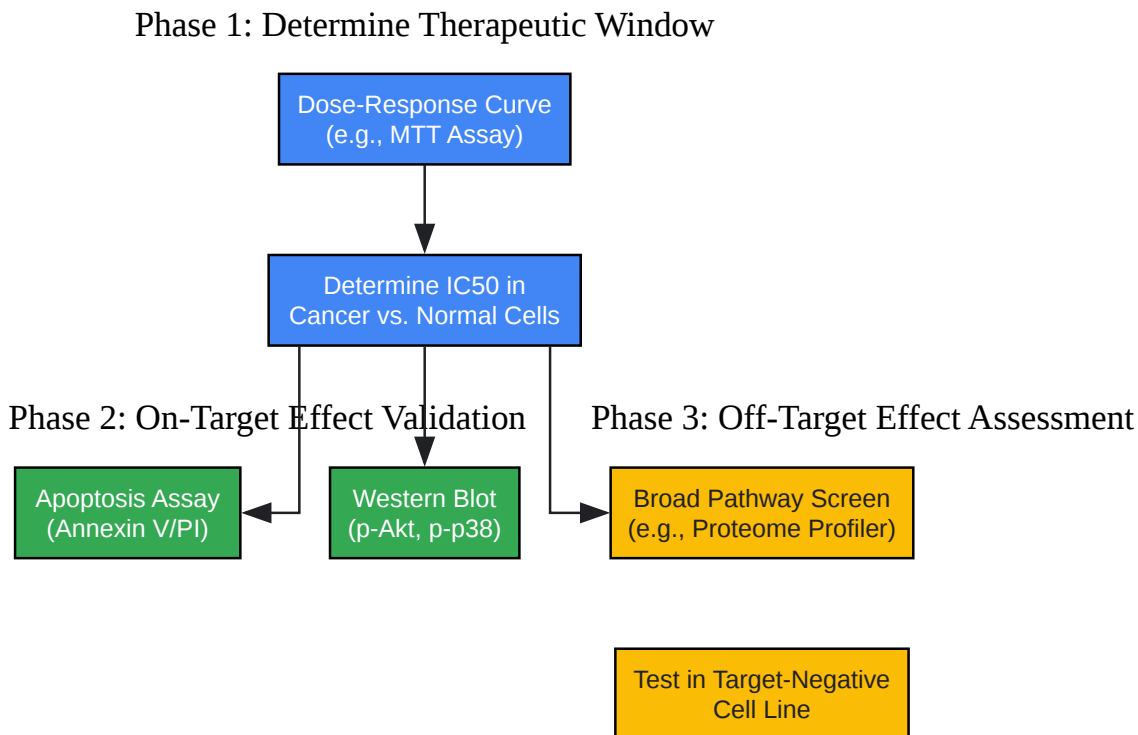 Phase 1: Determine Therapeutic Window
Dose-Response Curve
(e.g., MTT Assay)
Determine IC50 in
Cancer vs. Normal Cells
Phase 2: On-Target Effect Validation
Phase 3: Off-Target Effect Assessment
Apoptosis Assay
(Annexin V/PI)
Western Blot
(p-Akt, p-p38)
Broad Pathway Screen
(e.g., Proteome Profiler)
Test in Target-Negative
Cell Line